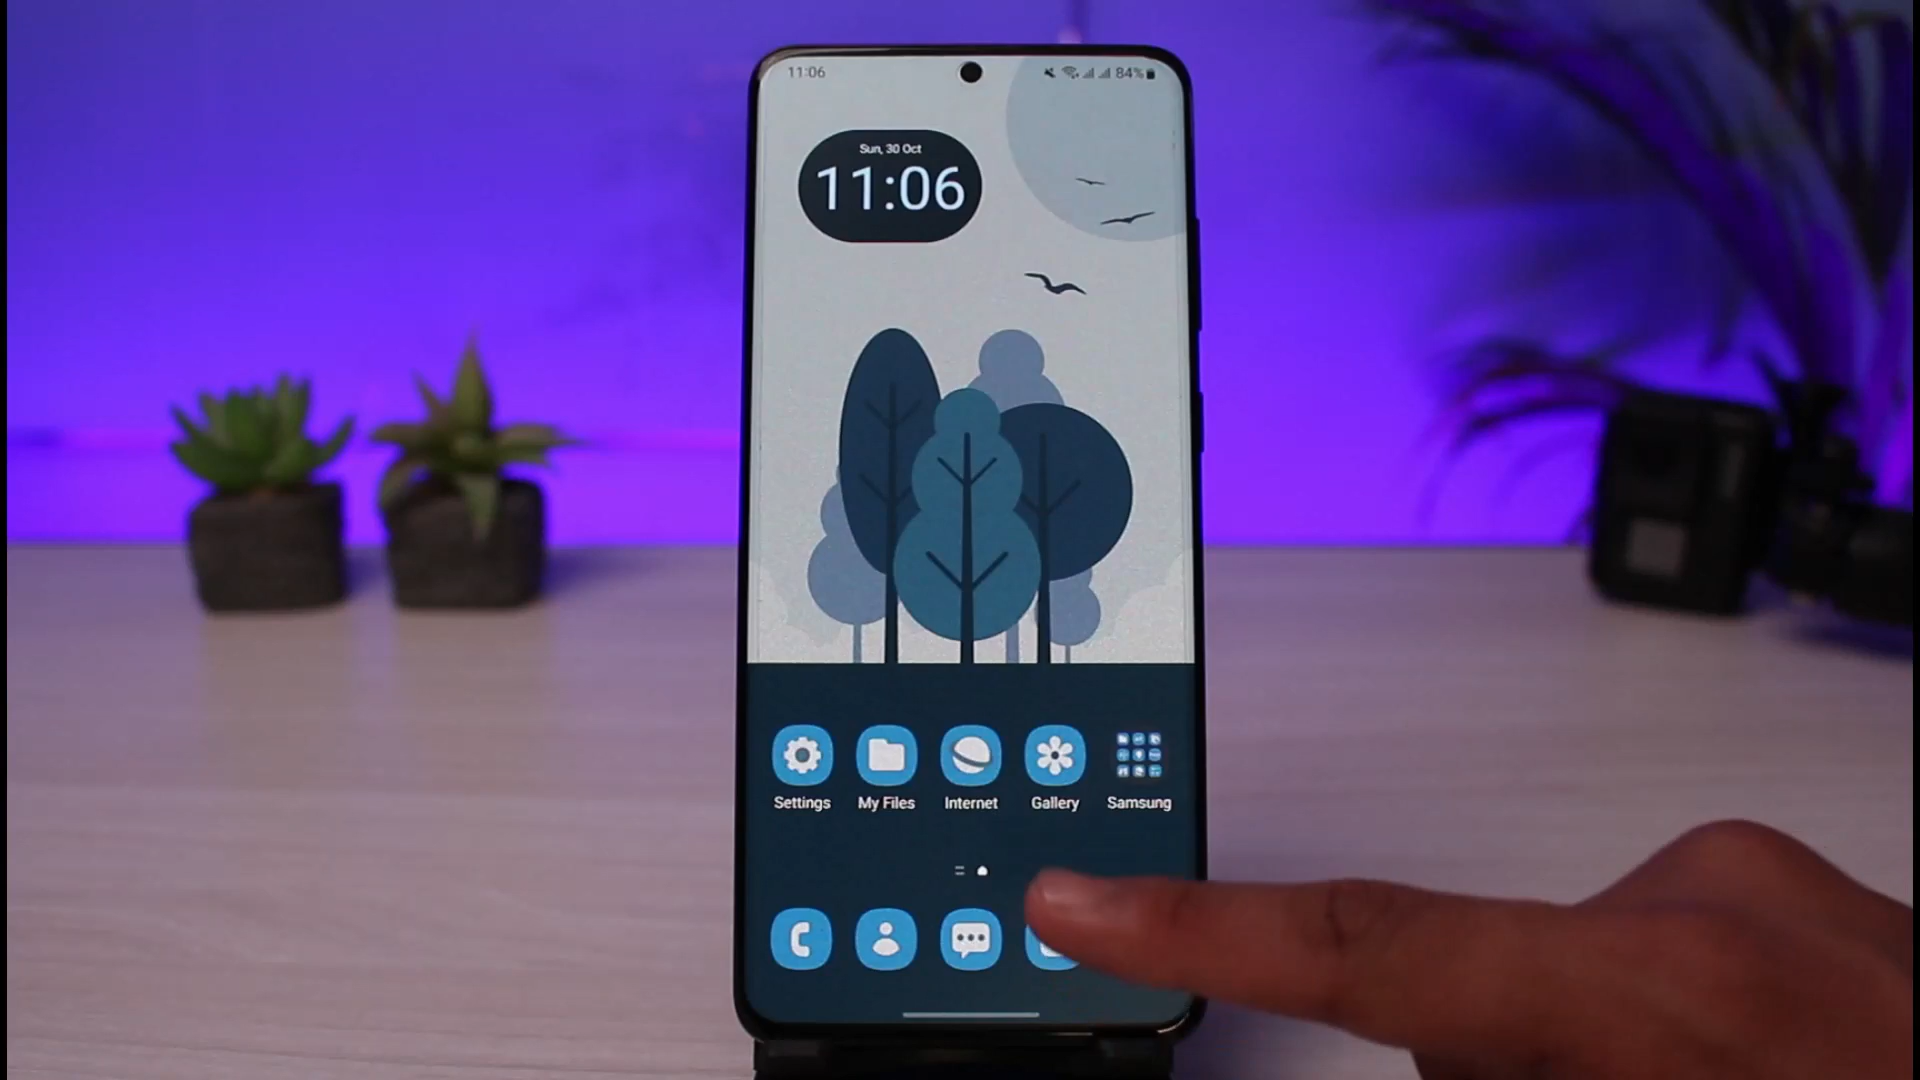 11:06
84%
Sun, 30 Oct
11:06
Settings
My Files
Internet
Gallery
Samsung